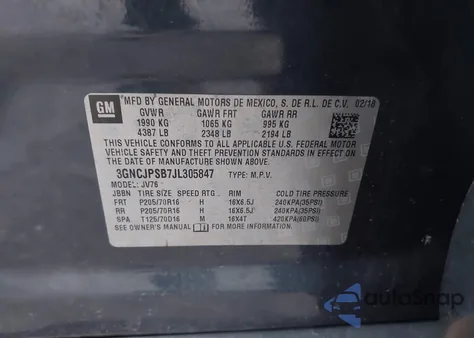 GM
MFD BY GENERAL MOTORS DE MEXICO, S. DE R.L. DE C.V. 02/18
GVWR GAWR FRT GAWR RR
1990 KG 1065 KG 995 KG
4387 LB 2348 LB 2194 LB
THIS VEHICLE CONFORMS TO ALL APPLICABLE U.S. FEDERAL MOTOR
VEHICLE SAFETY AND THEFT PREVENTION STANDARDS IN EFFECT ON
THE DATE OF MANUFACTURE SHOWN ABOVE.
3GNCJPSB7JL305847 TYPE: M.P.V.
MODEL: JV76
JBBN TIRE SIZE SPEED RTG RIM COLD TIRE PRESSURE
FRT P205/70R16 H 16X6.5J 240KPA(35PSI)
RR P205/70R16 H 16X6.5J 240KPA(35PSI)
SPA T125/70D16 M 16X4T 420KPA(60PSI)
SEE OWNER'S MANUAL FOR ADDITIONAL INFORMATION.
autoSnap